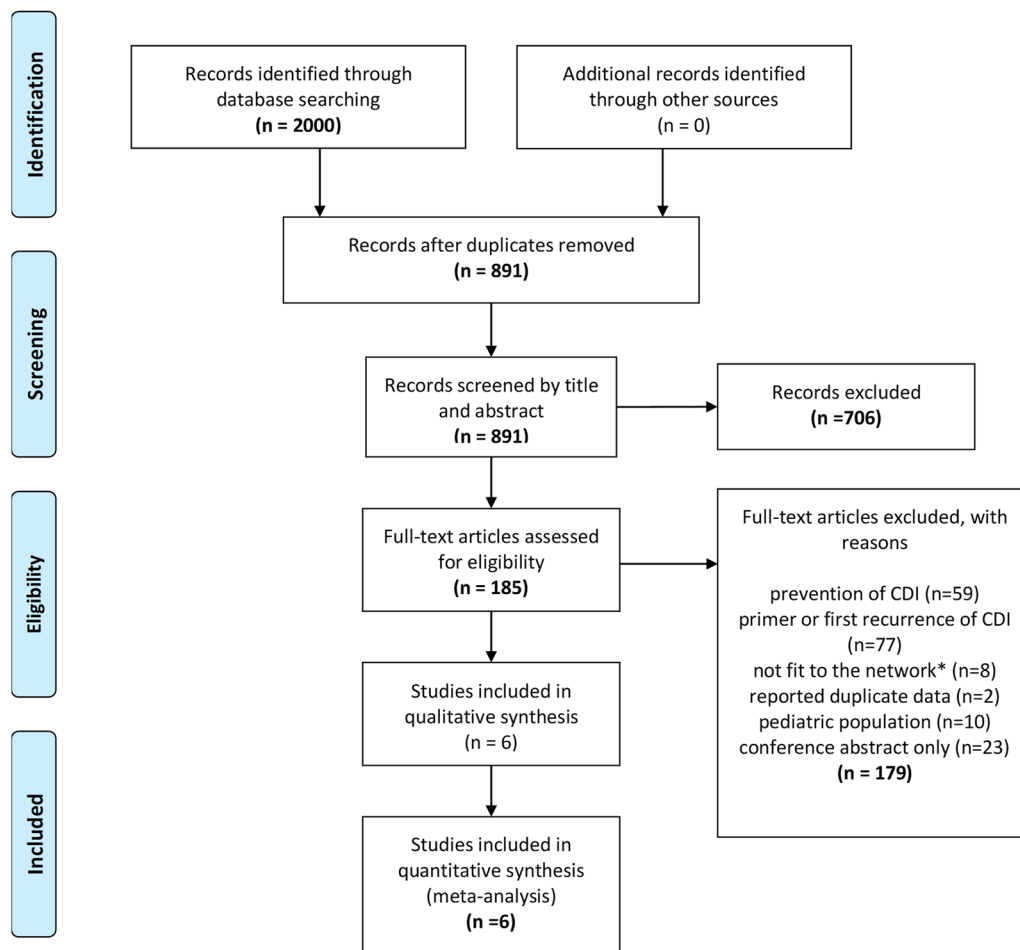 Identification
Records identified through
database searching
(n = 2000)
Additional records identified
through other sources
(n = 0)
Records after duplicates removed
(n = 891)
Screening
Records screened by title
and abstract
(n = 891)
Records excluded
(n =706)
Eligibility
Full-text articles assessed
for eligibility
(n = 185)
Full-text articles excluded, with
reasons
prevention of CDI (n=59)
primer or first recurrence of CDI
(n=77)
not fit to the network* (n=8)
reported duplicate data (n=2)
pediatric population (n=10)
conference abstract only (n=23)
(n = 179)
Studies included in
qualitative synthesis
(n = 6)
Included
Studies included in
quantitative synthesis
(meta-analysis)
(n =6)